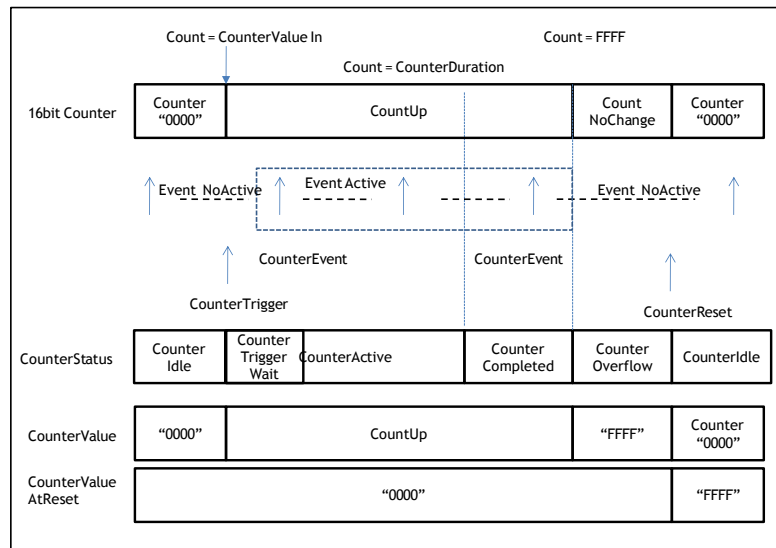 Count = CounterValue In
Count = FFFF
Count = CounterDuration
16bit Counter
Counter
“0000”
CountUp
Count
NoChange
Counter
“0000”
Event NoActive
Event Active
Event NoActive
CounterEvent
CounterEvent
CounterTrigger
CounterReset
CounterStatus
Counter
Idle
Counter
Trigger
Wait
CounterActive
Counter
Completed
Counter
Overflow
CounterIdle
CounterValue
“0000”
CountUp
“FFFF”
Counter
“0000”
CounterValue
AtReset
“0000”
“FFFF”